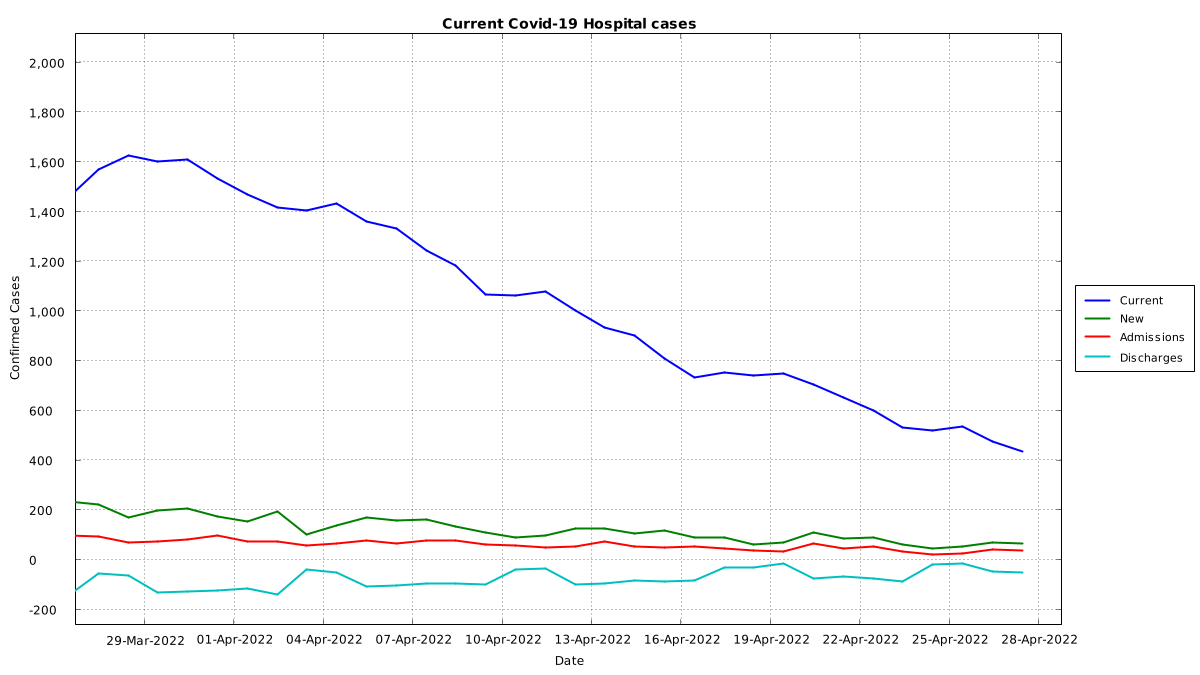 Current Covid-19 Hospital cases
2,000
1,800
1,600
1,400
1,200
1,000
800
600
400
200
0
-200
Confirmed Cases
29-Mar-2022 01-Apr-2022 04-Apr-2022 07-Apr-2022 10-Apr-2022 13-Apr-2022 16-Apr-2022 19-Apr-2022 22-Apr-2022 25-Apr-2022 28-Apr-2022
Date
Current
New
Admissions
Discharges